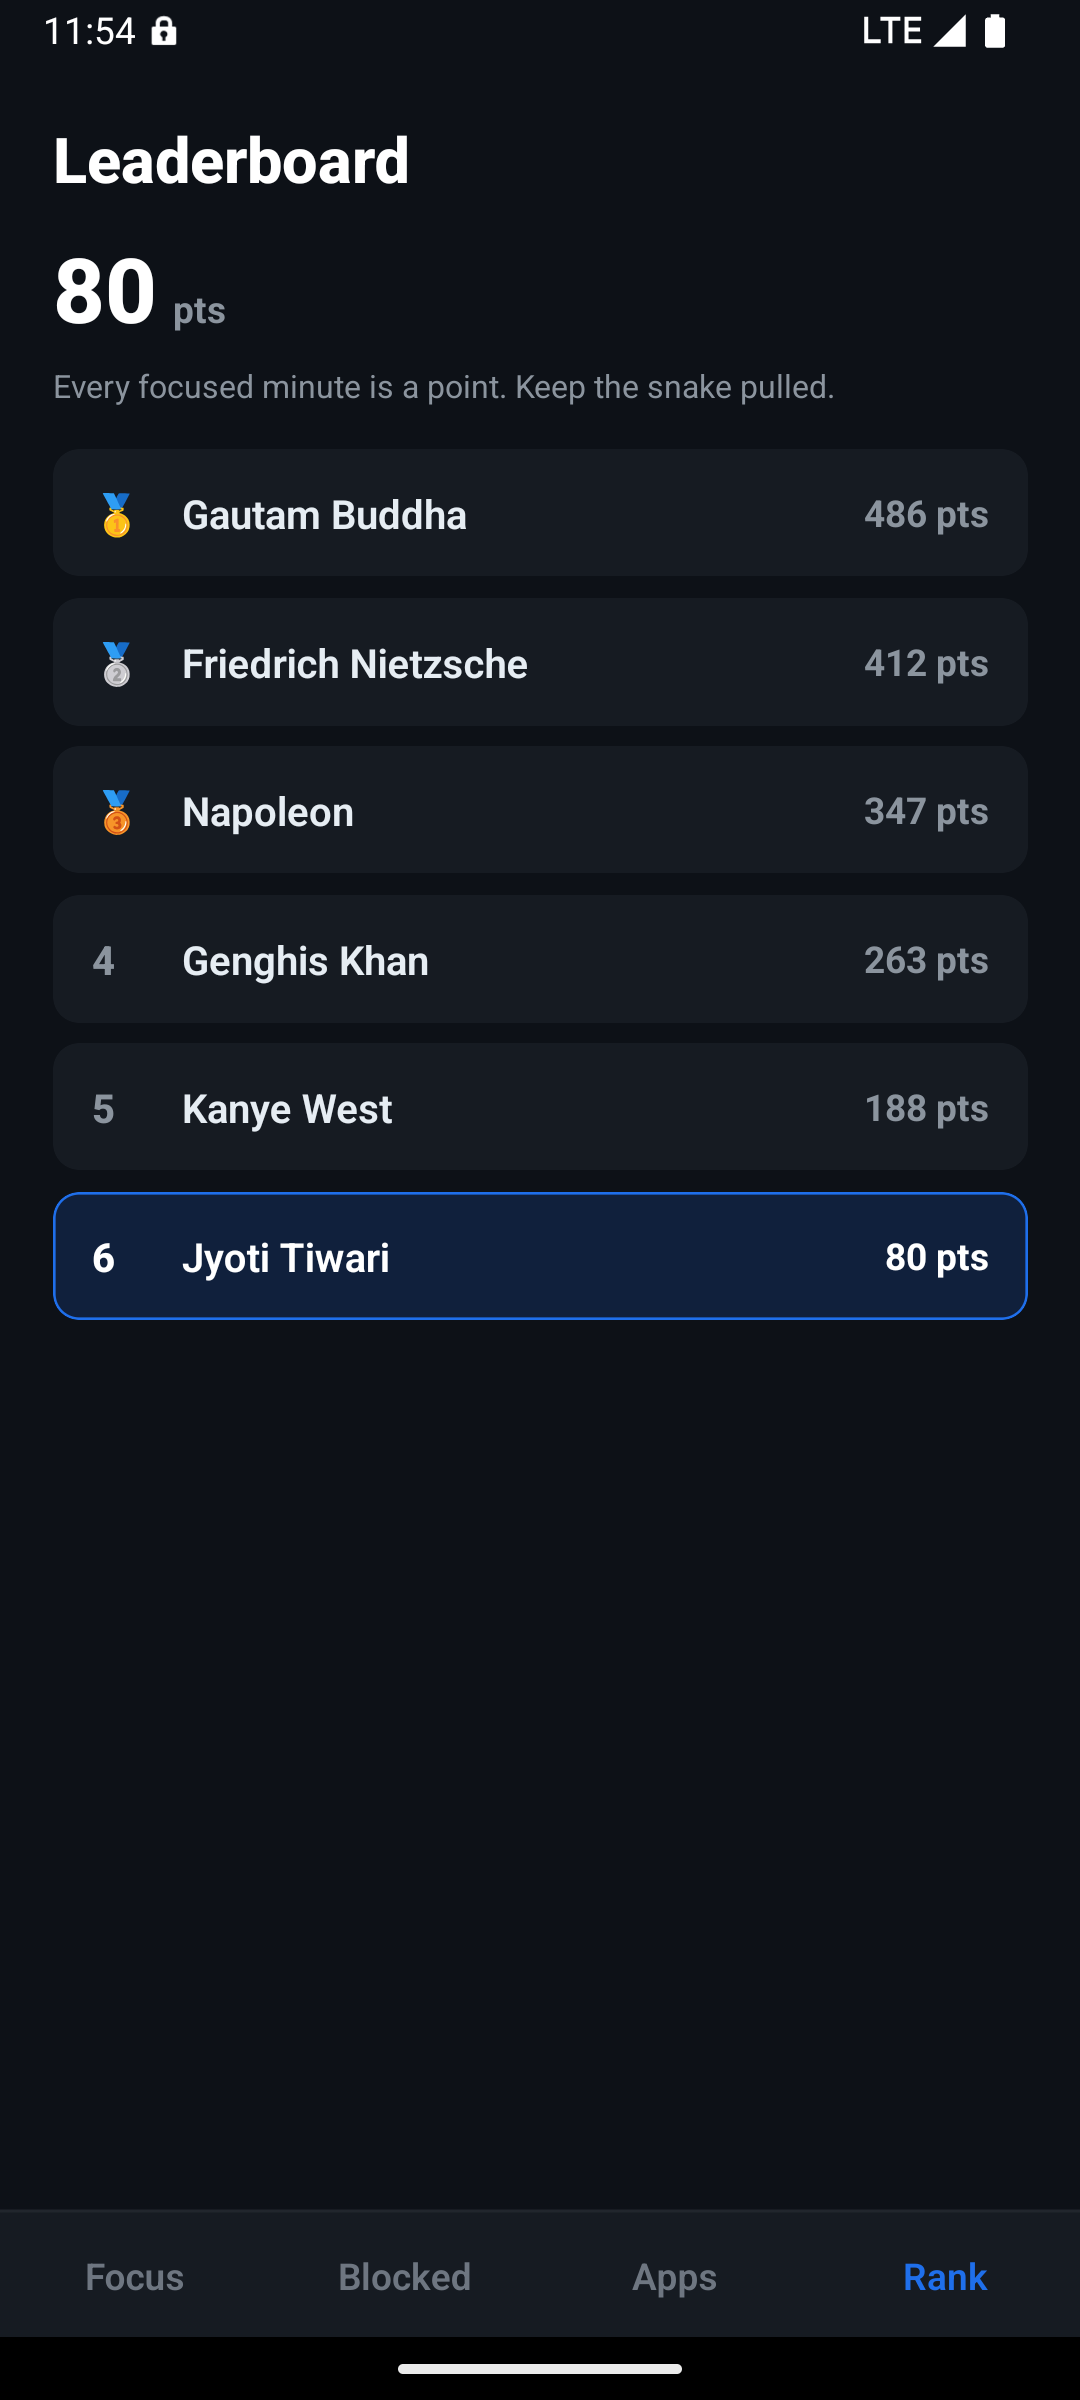 11:54 LTE
Leaderboard
80 pts
Every focused minute is a point. Keep the snake pulled.
🥇 Gautam Buddha 486 pts
🥈 Friedrich Nietzsche 412 pts
🥉 Napoleon 347 pts
4 Genghis Khan 263 pts
5 Kanye West 188 pts
6 Jyoti Tiwari 80 pts
Focus Blocked Apps Rank